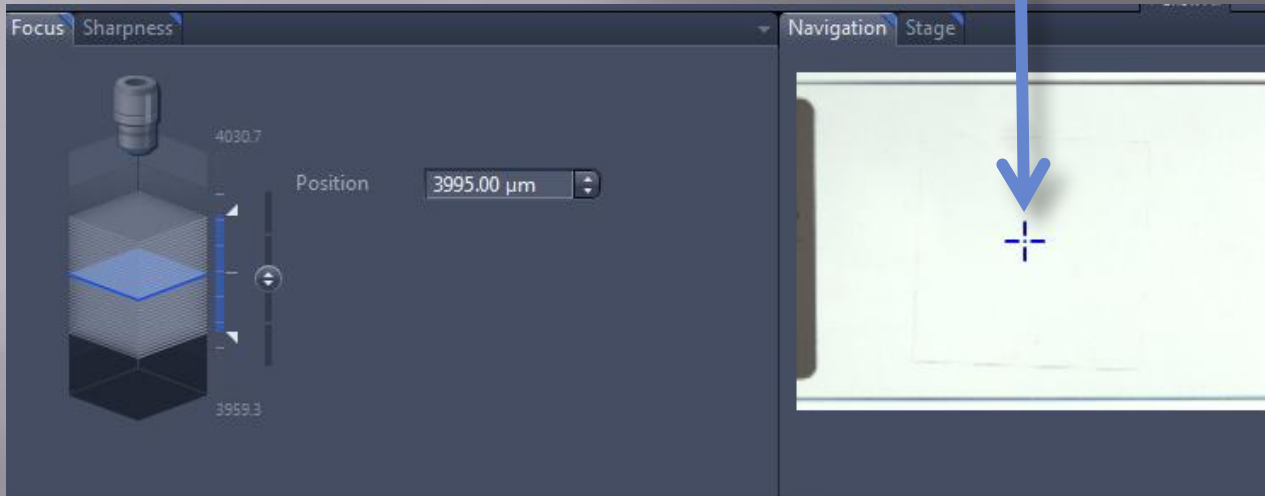 Focus Sharpness
Navigation Stage
4030.7
Position 3995.00 µm
3959.3